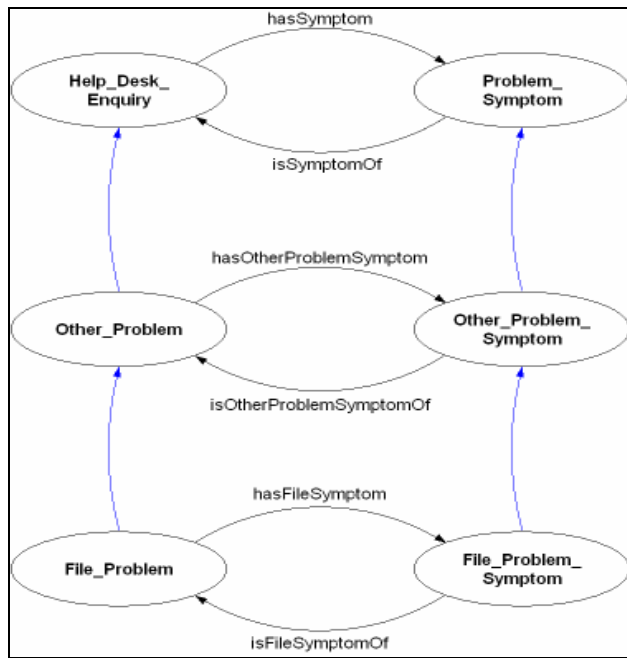 hasSymptom
Help_Desk_
Enquiry
Problem_
Symptom
isSymptomOf
hasOtherProblemSymptom
Other_Problem
Other_Problem_
Symptom
isOtherProblemSymptomOf
hasFileSymptom
File_Problem
File_Problem_
Symptom
isFileSymptomOf